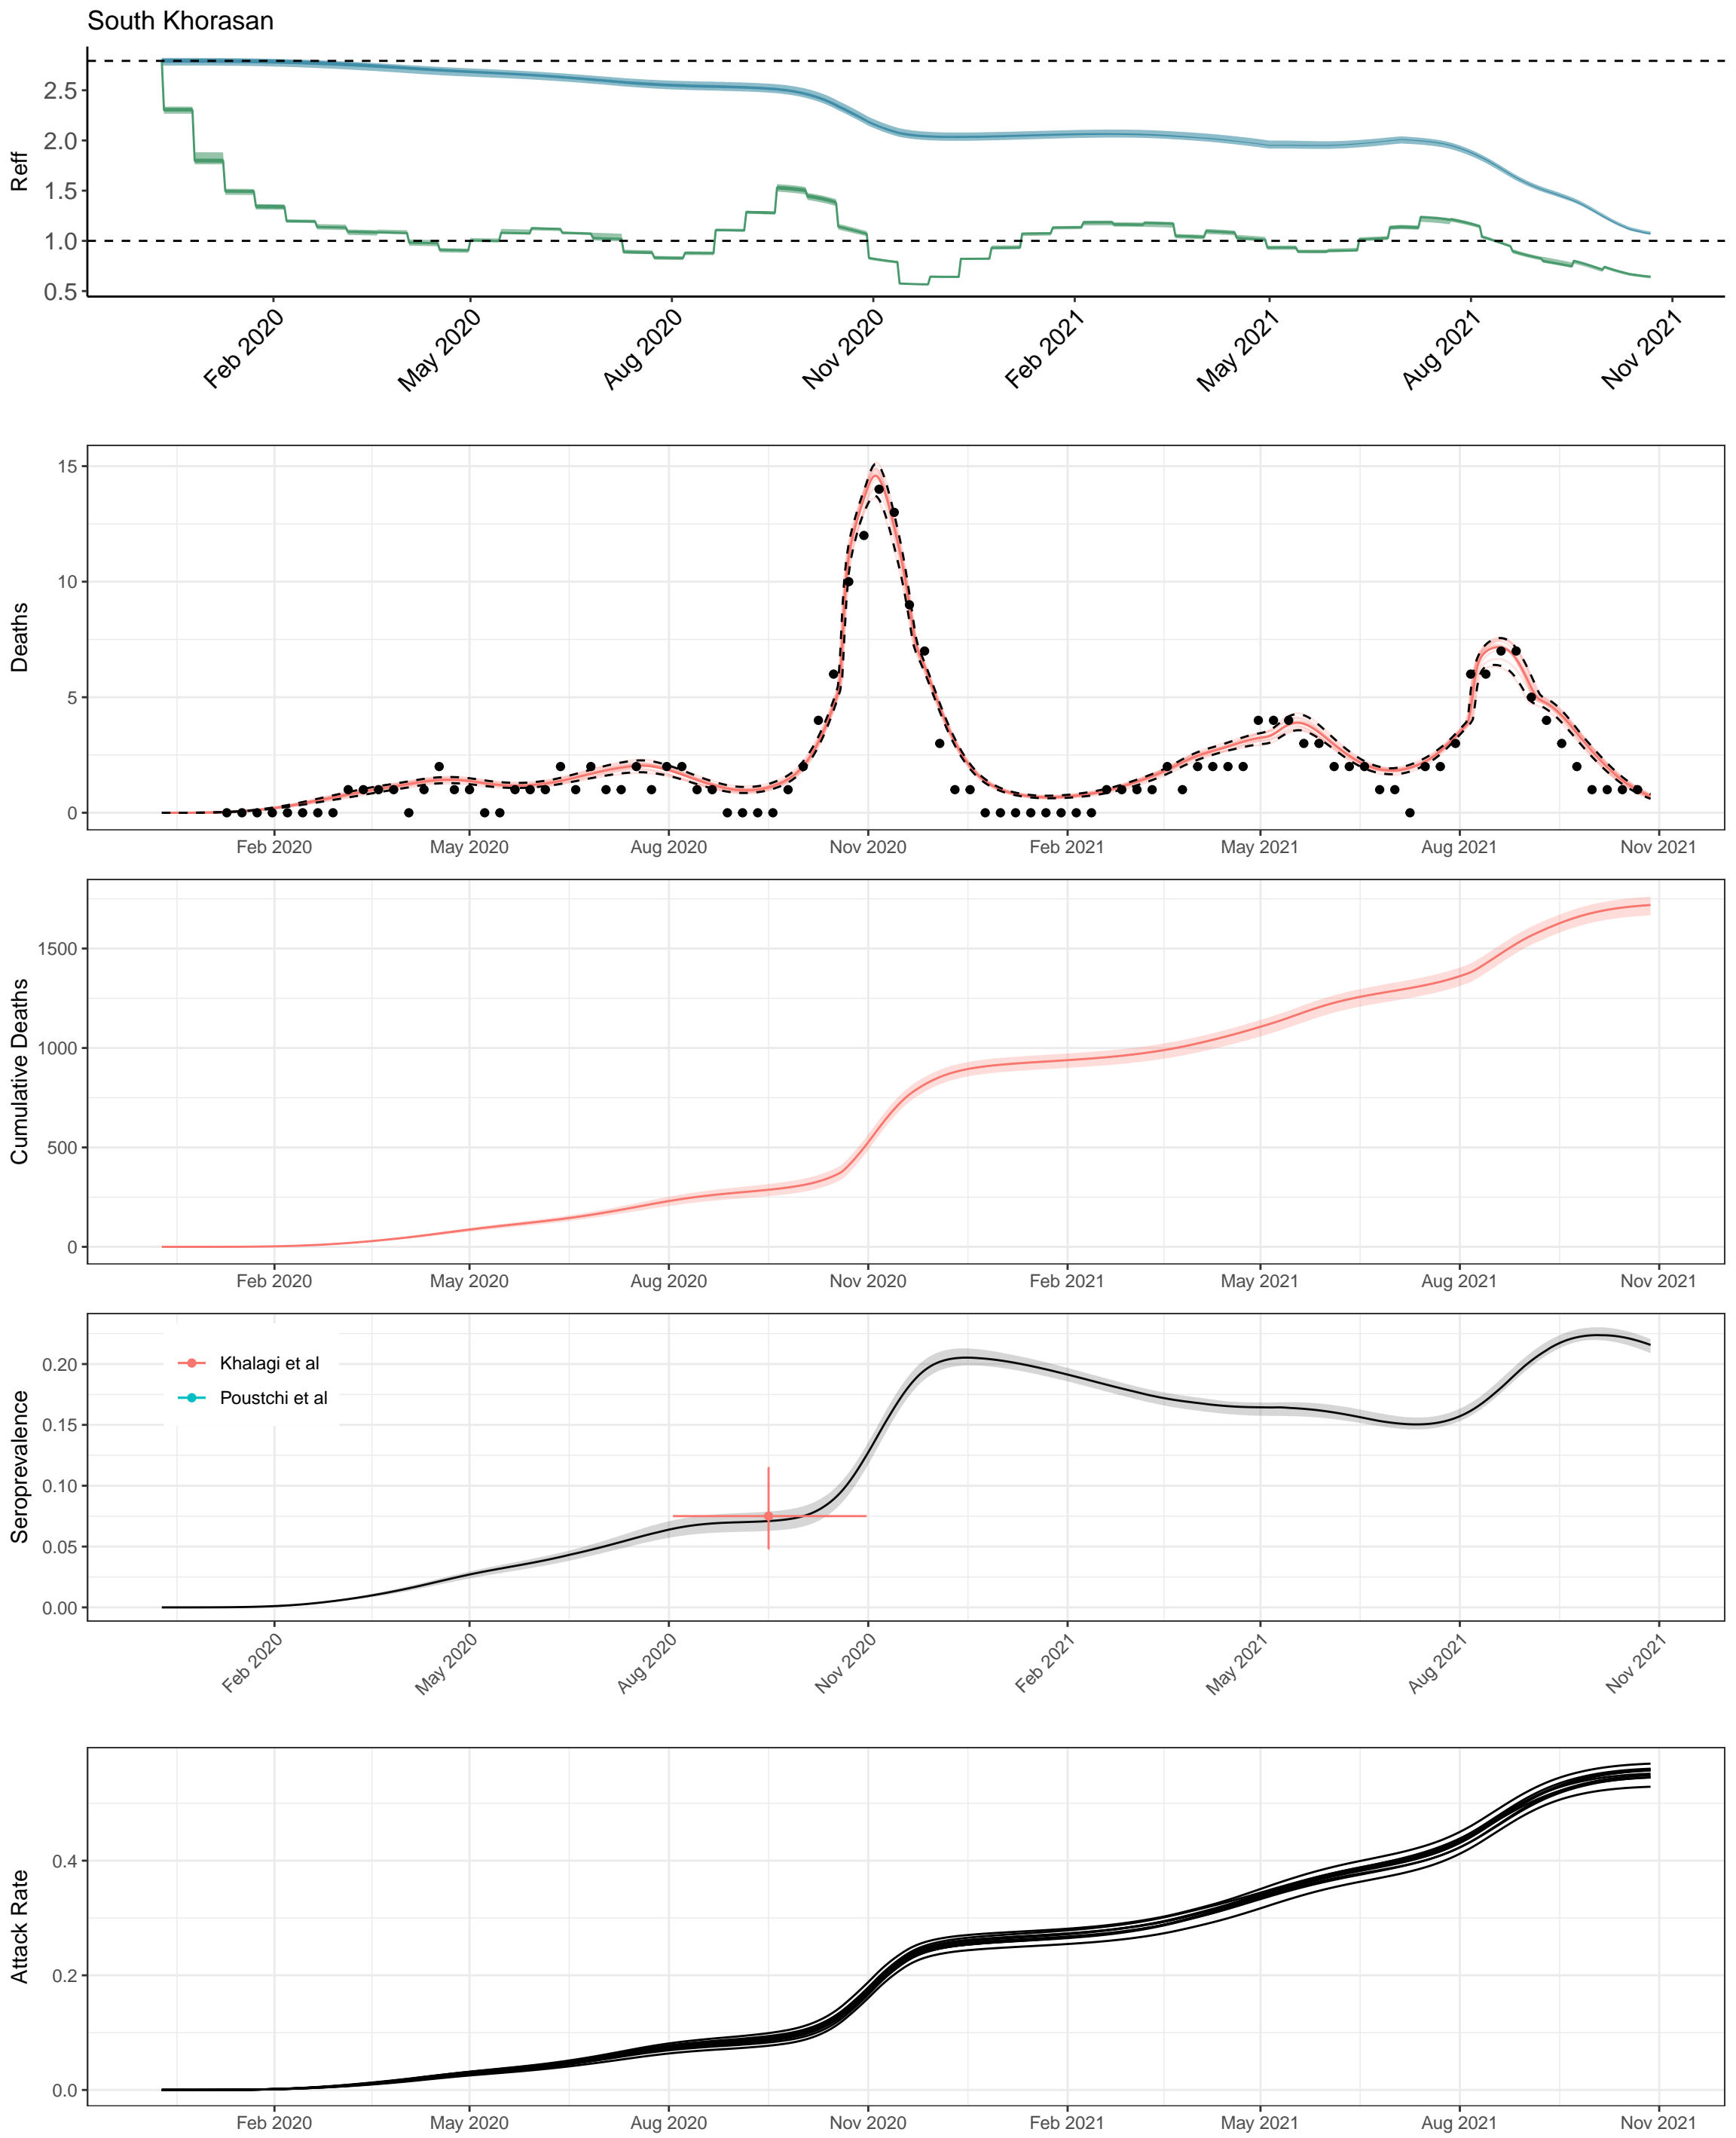 South Khorasan
Reff
2.5
2.0
1.5
1.0
0.5
Feb 2020 May 2020 Aug 2020 Nov 2020 Feb 2021 May 2021 Aug 2021 Nov 2021
Deaths
15
10
5
0
Feb 2020 May 2020 Aug 2020 Nov 2020 Feb 2021 May 2021 Aug 2021 Nov 2021
Cumulative Deaths
1500
1000
500
0
Feb 2020 May 2020 Aug 2020 Nov 2020 Feb 2021 May 2021 Aug 2021 Nov 2021
Seroprevalence
0.20
0.15
0.10
0.05
0.00
Khalagi et al
Poustchi et al
Feb 2020 May 2020 Aug 2020 Nov 2020 Feb 2021 May 2021 Aug 2021 Nov 2021
Attack Rate
0.4
0.2
0.0
Feb 2020 May 2020 Aug 2020 Nov 2020 Feb 2021 May 2021 Aug 2021 Nov 2021